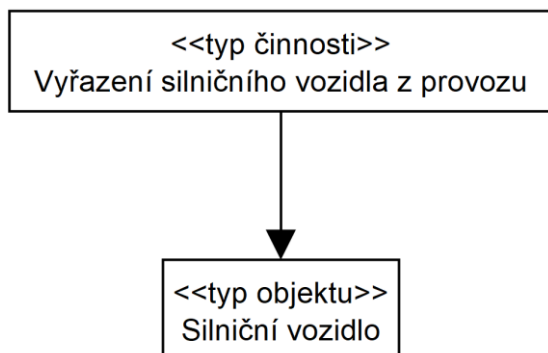 <<typ činnosti>>
Vyřazení silničního vozidla z provozu
<<typ objektu>>
Silniční vozidlo